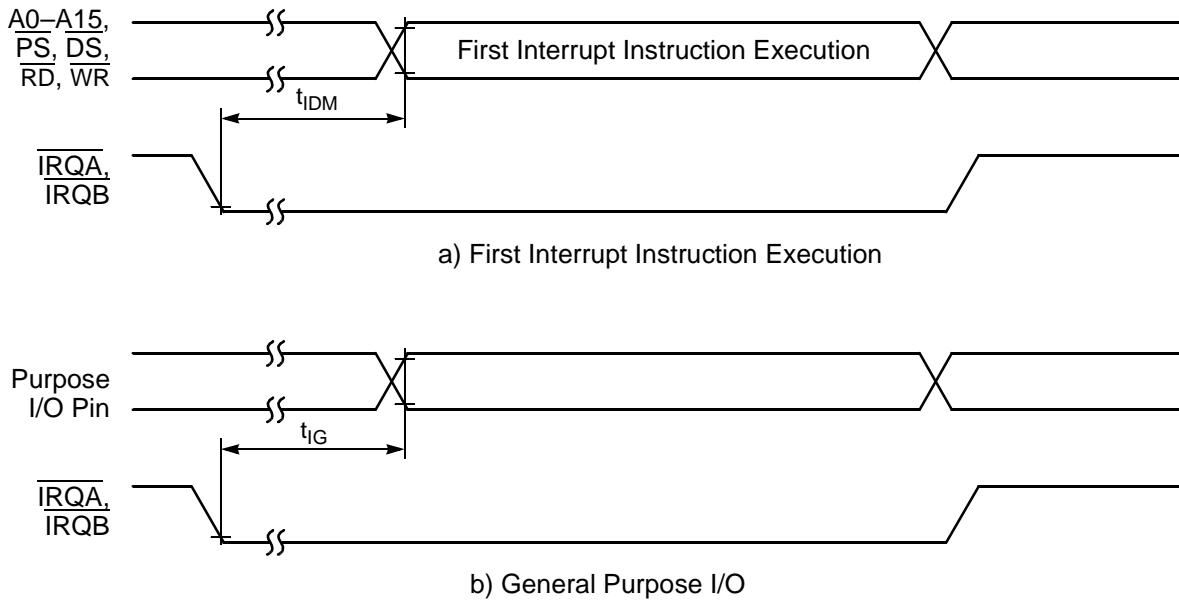 A0–A15,
PS, DS,
RD, WR
First Interrupt Instruction Execution
tIDM
IRQA,
IRQB
a) First Interrupt Instruction Execution
Purpose
I/O Pin
tIG
IRQA,
IRQB
b) General Purpose I/O